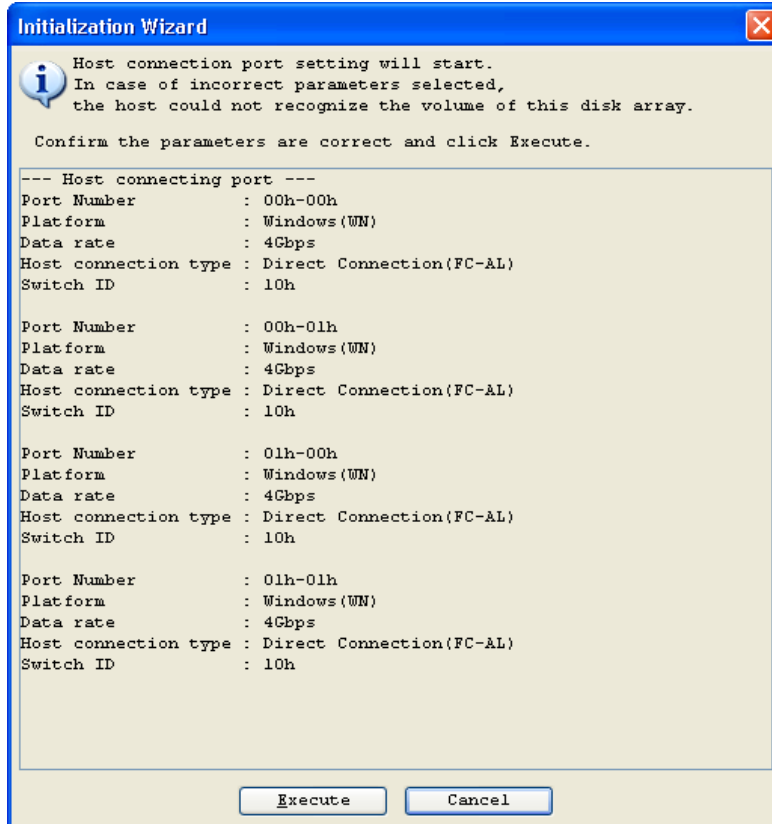 Initialization Wizard
Host connection port setting will start.
In case of incorrect parameters selected,
the host could not recognize the volume of this disk array.
Confirm the parameters are correct and click Execute.
--- Host connecting port ---
Port Number : 00h-00h
Platform : Windows(WN)
Data rate : 4Gbps
Host connection type : Direct Connection(FC-AL)
Switch ID : 10h
Port Number : 00h-01h
Platform : Windows(WN)
Data rate : 4Gbps
Host connection type : Direct Connection(FC-AL)
Switch ID : 10h
Port Number : 01h-00h
Platform : Windows(WN)
Data rate : 4Gbps
Host connection type : Direct Connection(FC-AL)
Switch ID : 10h
Port Number : 01h-01h
Platform : Windows(WN)
Data rate : 4Gbps
Host connection type : Direct Connection(FC-AL)
Switch ID : 10h
Execute Cancel